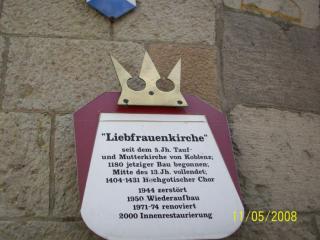 "Liebfrauenkirche"
seit dem 5.Jh. Tauf-
und Mutterkirche von Koblenz;
1180 jetziger Bau begonnen;
Mitte des 13.Jh. vollendet;
1404-1431 Hochgotischer Chor
1944 zerstört
1950 Wiederaufbau
1971-74 renoviert
2000 Innenrestaurierung
11/05/2008